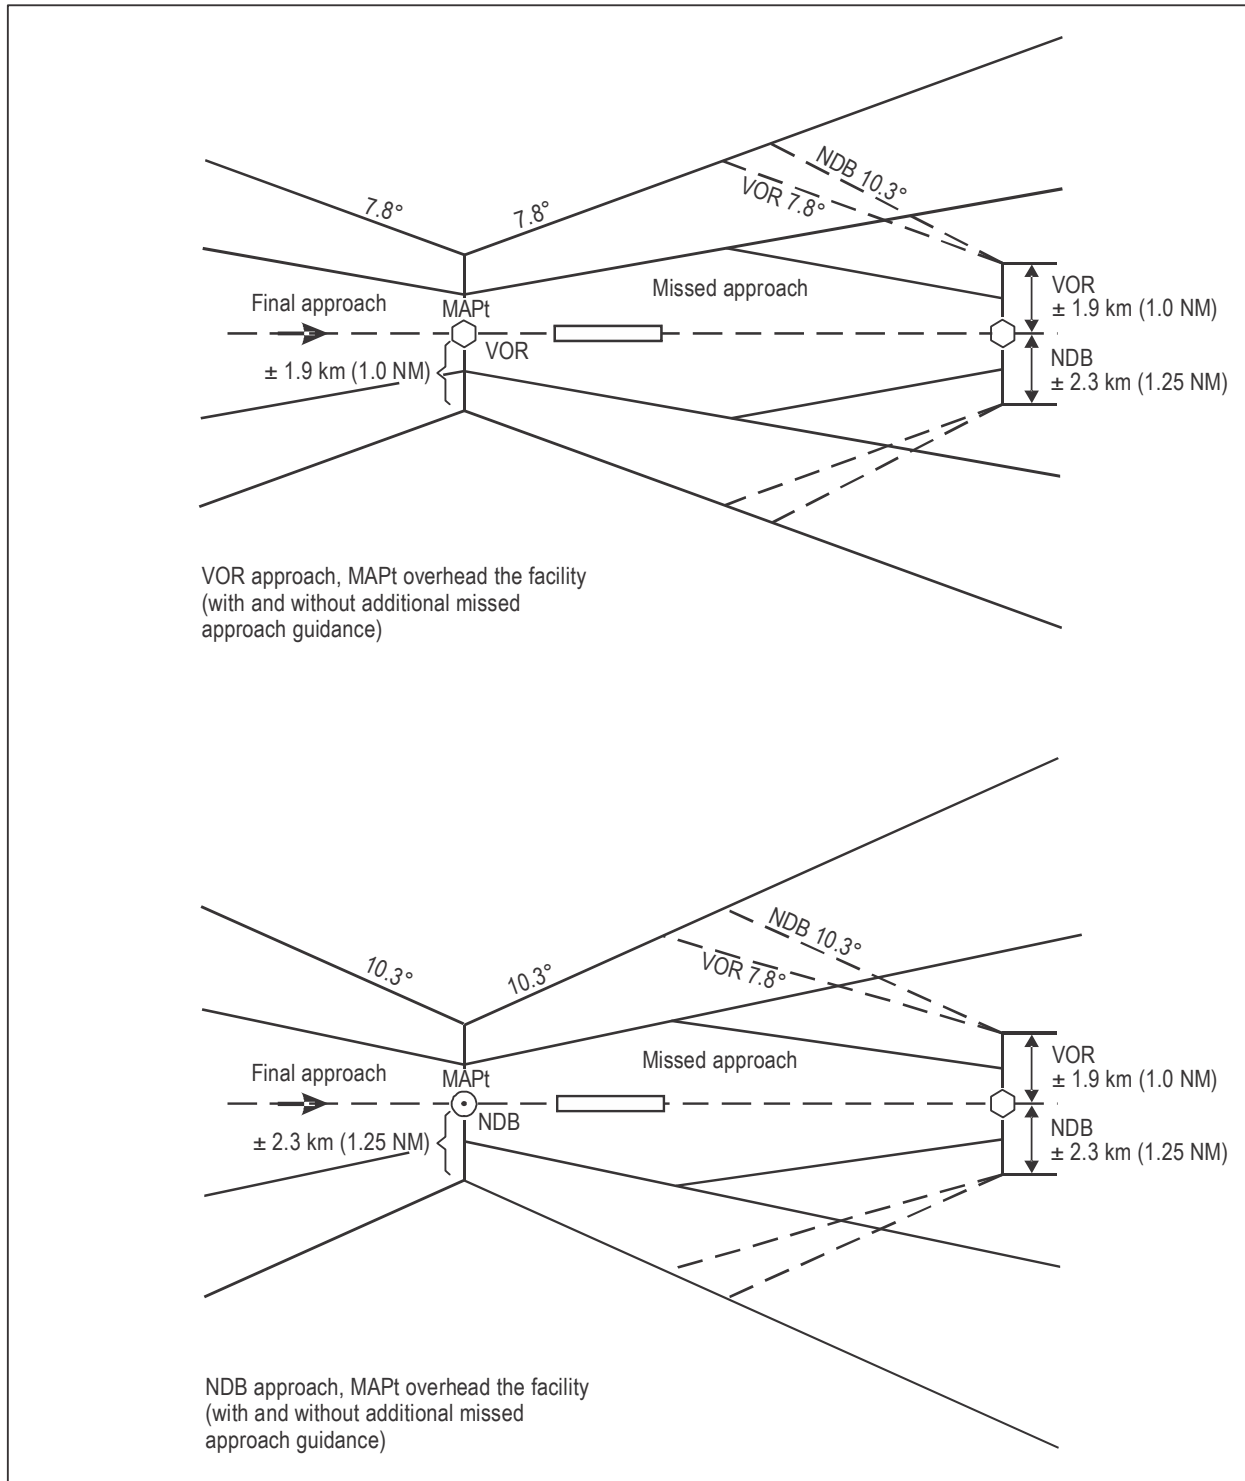 7.8°
7.8°
NDB 10.3°
VOR 7.8°
Final approach
MAPt
VOR
Missed approach
± 1.9 km (1.0 NM)
VOR
± 1.9 km (1.0 NM)
NDB
± 2.3 km (1.25 NM)
VOR approach, MAPt overhead the facility
(with and without additional missed
approach guidance)
10.3°
10.3°
NDB 10.3°
VOR 7.8°
Final approach
MAPt
NDB
Missed approach
± 2.3 km (1.25 NM)
VOR
± 1.9 km (1.0 NM)
NDB
± 2.3 km (1.25 NM)
NDB approach, MAPt overhead the facility
(with and without additional missed
approach guidance)